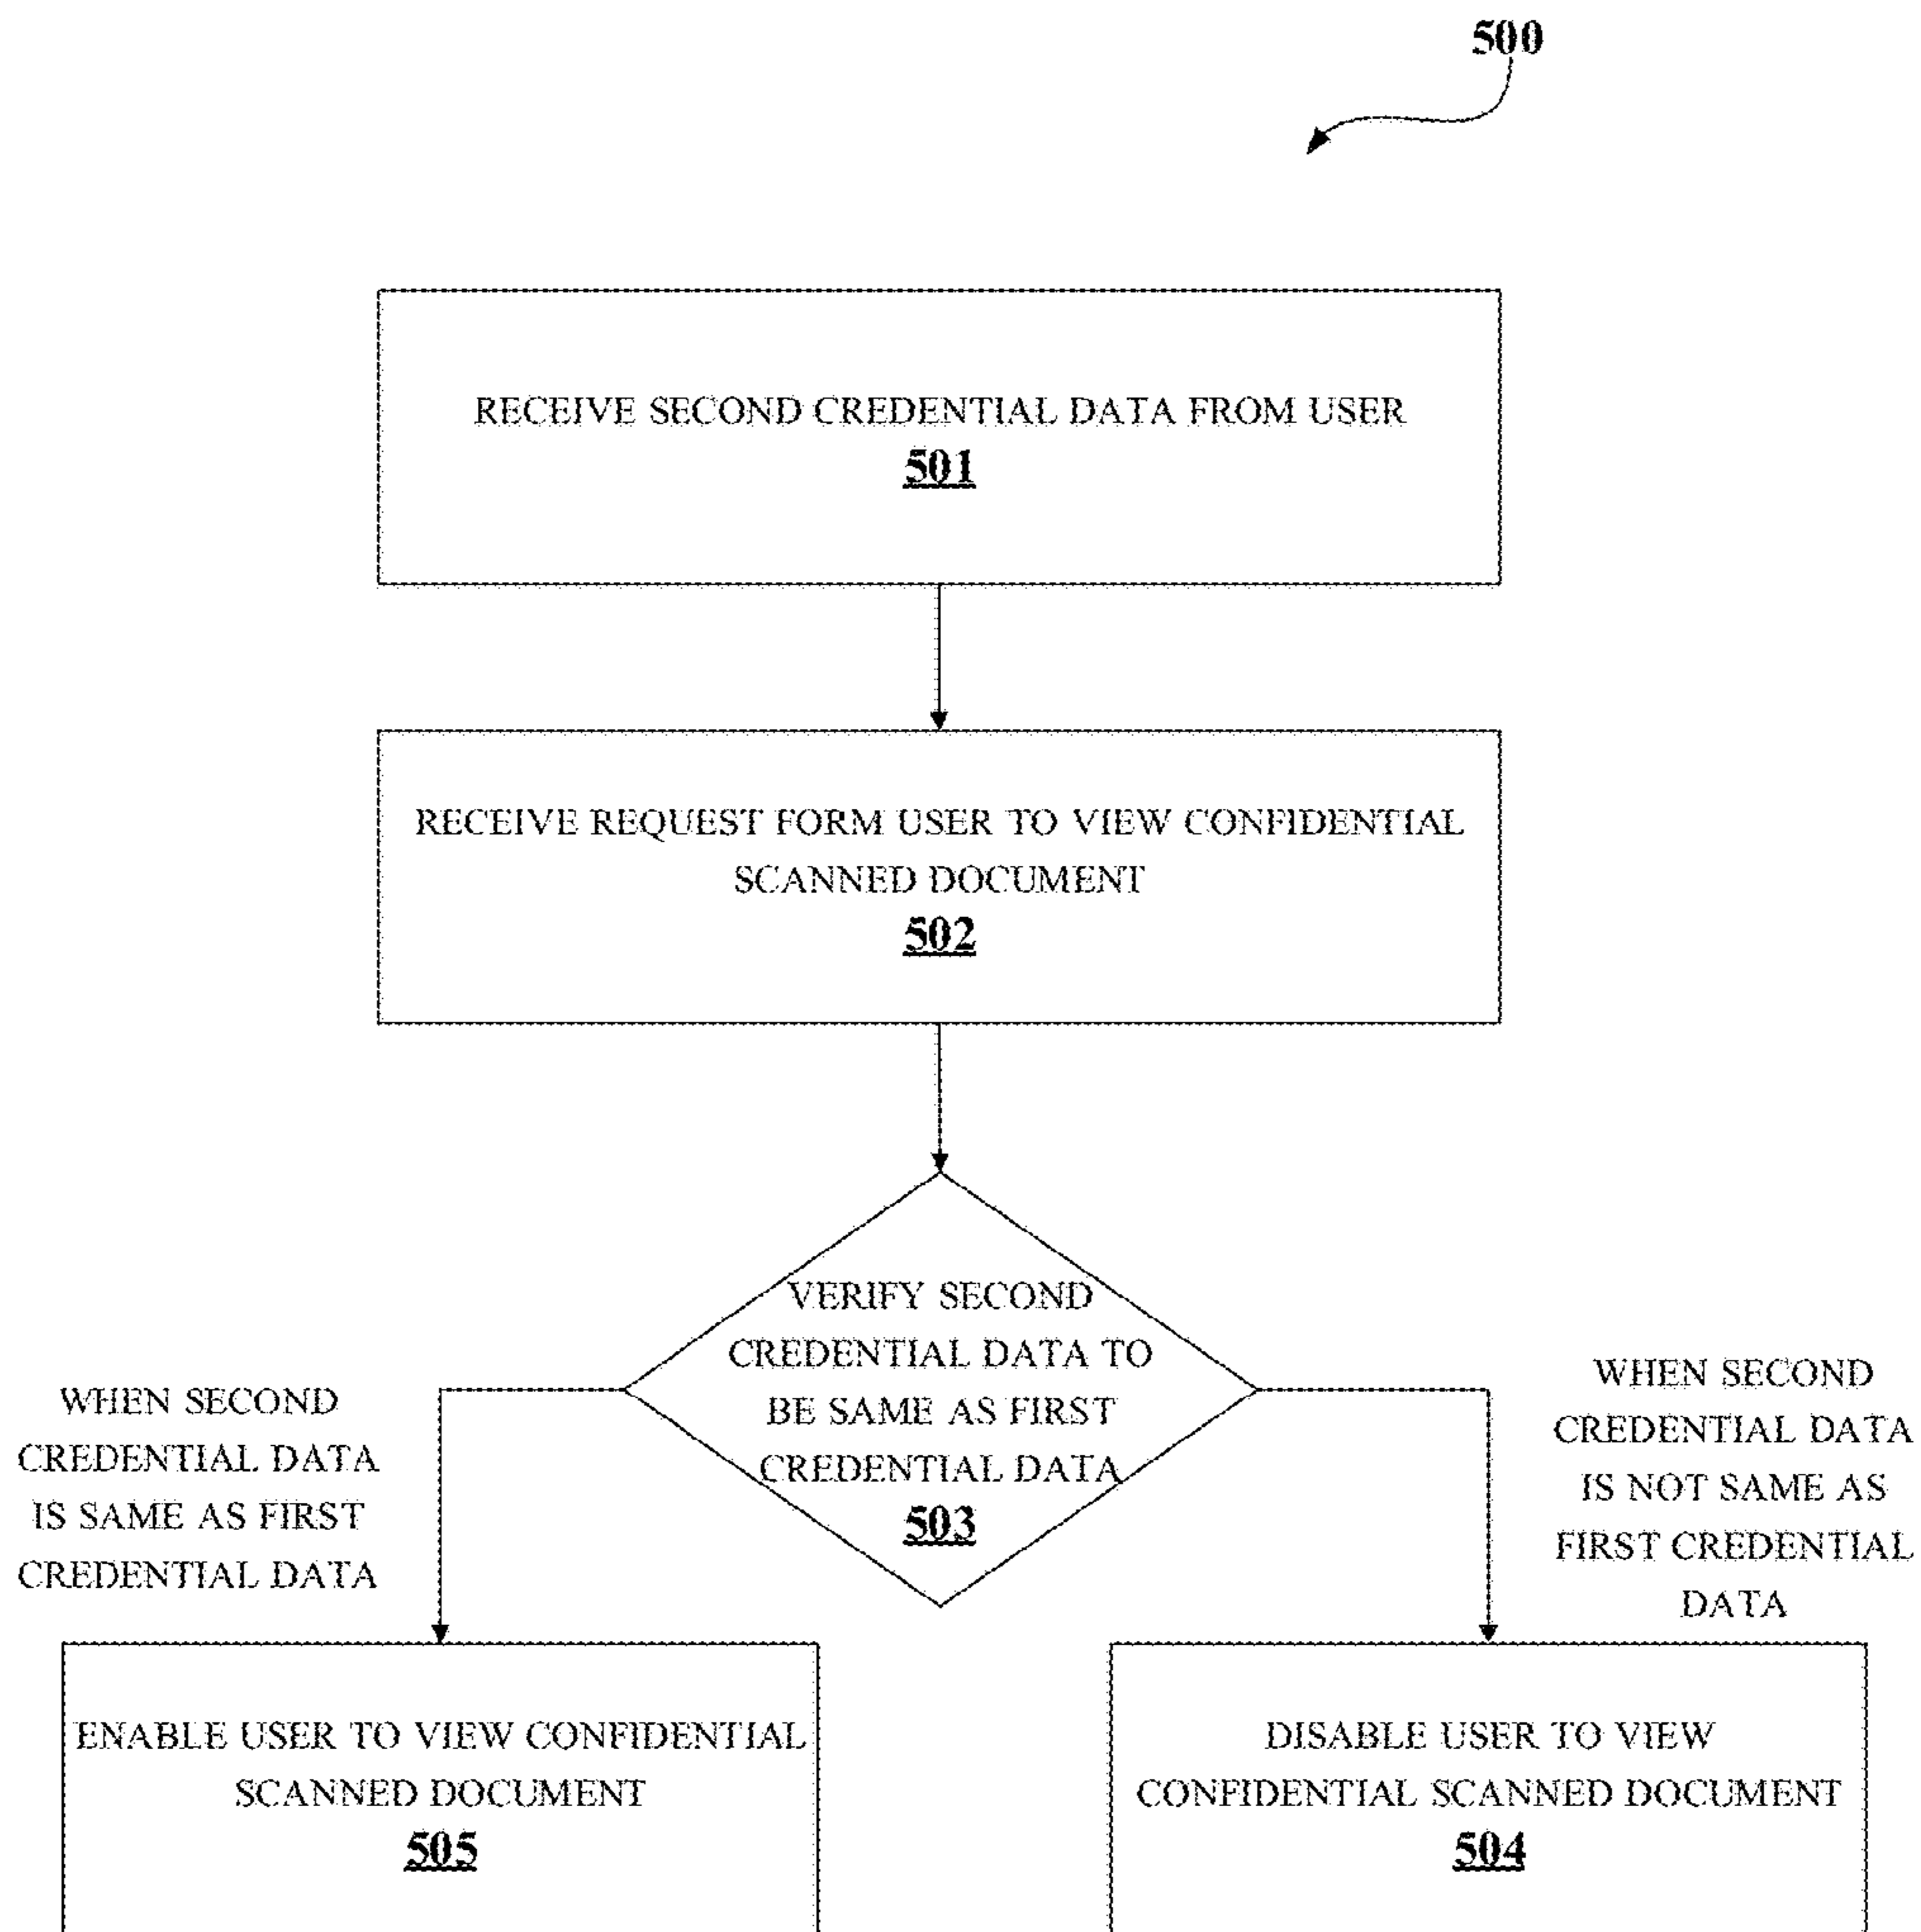 500
RECEIVE SECOND CREDENTIAL DATA FROM USER
501
RECEIVE REQUEST FORM USER TO VIEW CONFIDENTIAL
SCANNED DOCUMENT
502
VERIFY SECOND
CREDENTIAL DATA TO
BE SAME AS FIRST
CREDENTIAL DATA
503
WHEN SECOND
CREDENTIAL DATA
IS SAME AS FIRST
CREDENTIAL DATA
WHEN SECOND
CREDENTIAL DATA
IS NOT SAME AS
FIRST CREDENTIAL
DATA
ENABLE USER TO VIEW CONFIDENTIAL
SCANNED DOCUMENT
505
DISABLE USER TO VIEW
CONFIDENTIAL SCANNED DOCUMENT
504